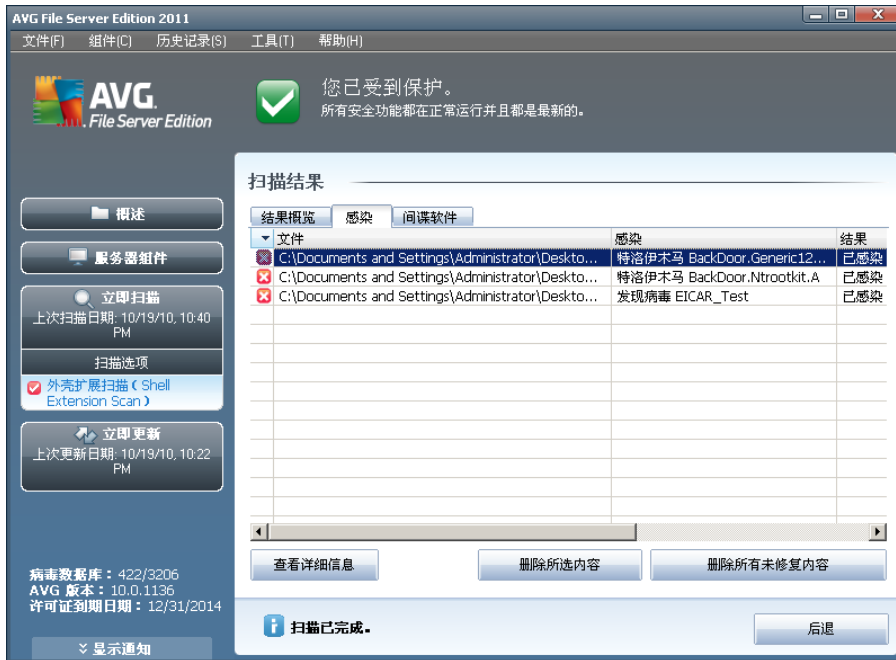 AVG File Server Edition 2011
文件(F) 组件(C) 历史记录(S) 工具(T) 帮助(H)
AVG.
File Server Edition
您已受到保护。
所有安全功能都在正常运行并且都是最新的。
概述
服务器组件
立即扫描
上次扫描日期: 10/19/10, 10:40
PM
扫描选项
外壳扩展扫描（Shell
Extension Scan）
立即更新
上次更新日期: 10/19/10, 10:22
PM
病毒数据库：422/3206
AVG 版本：10.0.1136
许可证到期日期：12/31/2014
显示通知
扫描结果
结果概览 感染 间谍软件
文件 感染 结果
C:\Documents and Settings\Administrator\Deskto... 特洛伊木马 BackDoor.Generic12... 已感染
C:\Documents and Settings\Administrator\Deskto... 特洛伊木马 BackDoor.Ntrootkit.A 已感染
C:\Documents and Settings\Administrator\Deskto... 发现病毒 EICAR_Test 已感染
查看详细信息 删除所选内容 删除所有未修复内容
扫描已完成。
后退